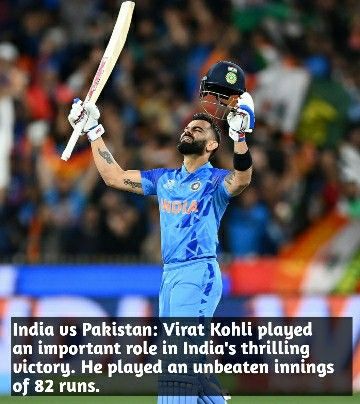 INDIA
India vs Pakistan: Virat Kohli played
an important role in India's thrilling
victory. He played an unbeaten innings
of 82 runs.